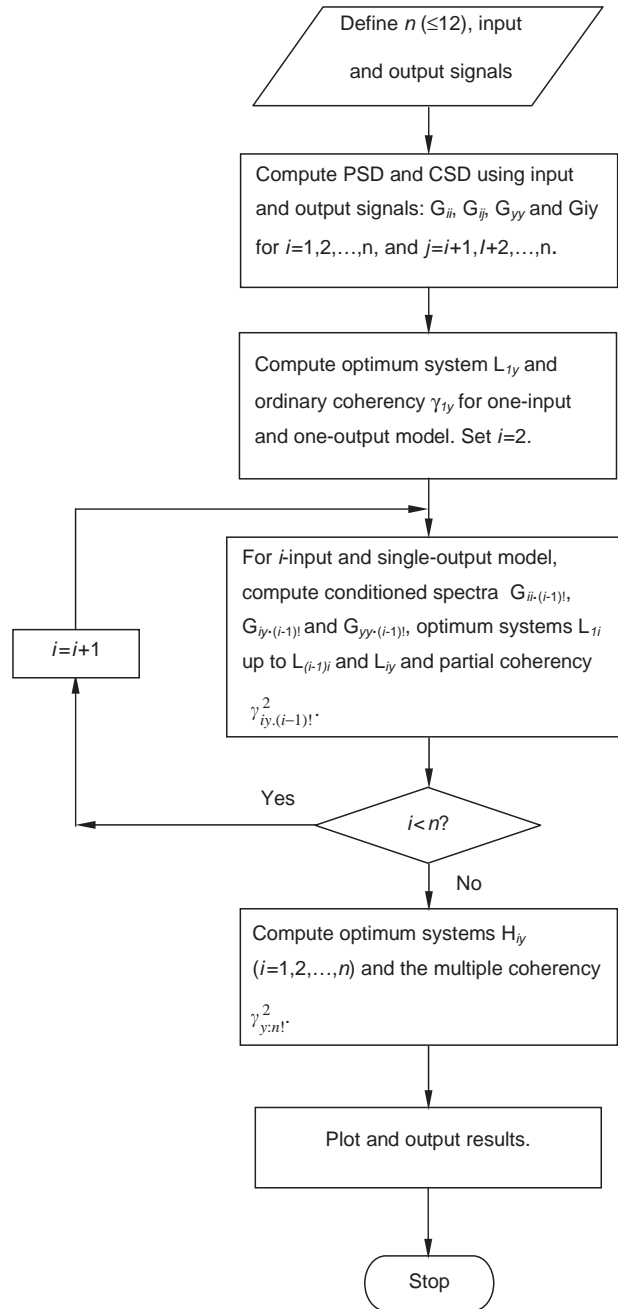 Define n (≤12), input
and output signals
Compute PSD and CSD using input
and output signals: Gii, Gij, Gyy and Giy
for i=1,2,…,n, and j=i+1,I+2,…,n.
Compute optimum system L1y and
ordinary coherency γ1y for one-input
and one-output model. Set i=2.
For i-input and single-output model,
compute conditioned spectra Gii·(i-1)!,
Giy·(i-1)! and Gyy·(i-1)!, optimum systems L1i
up to L(i-1)i and Liy and partial coherency
γ²iy.(i–1)!.
i=i+1
Yes
i<n?
No
Compute optimum systems Hiy
(i=1,2,…,n) and the multiple coherency
γ²y:n!.
Plot and output results.
Stop